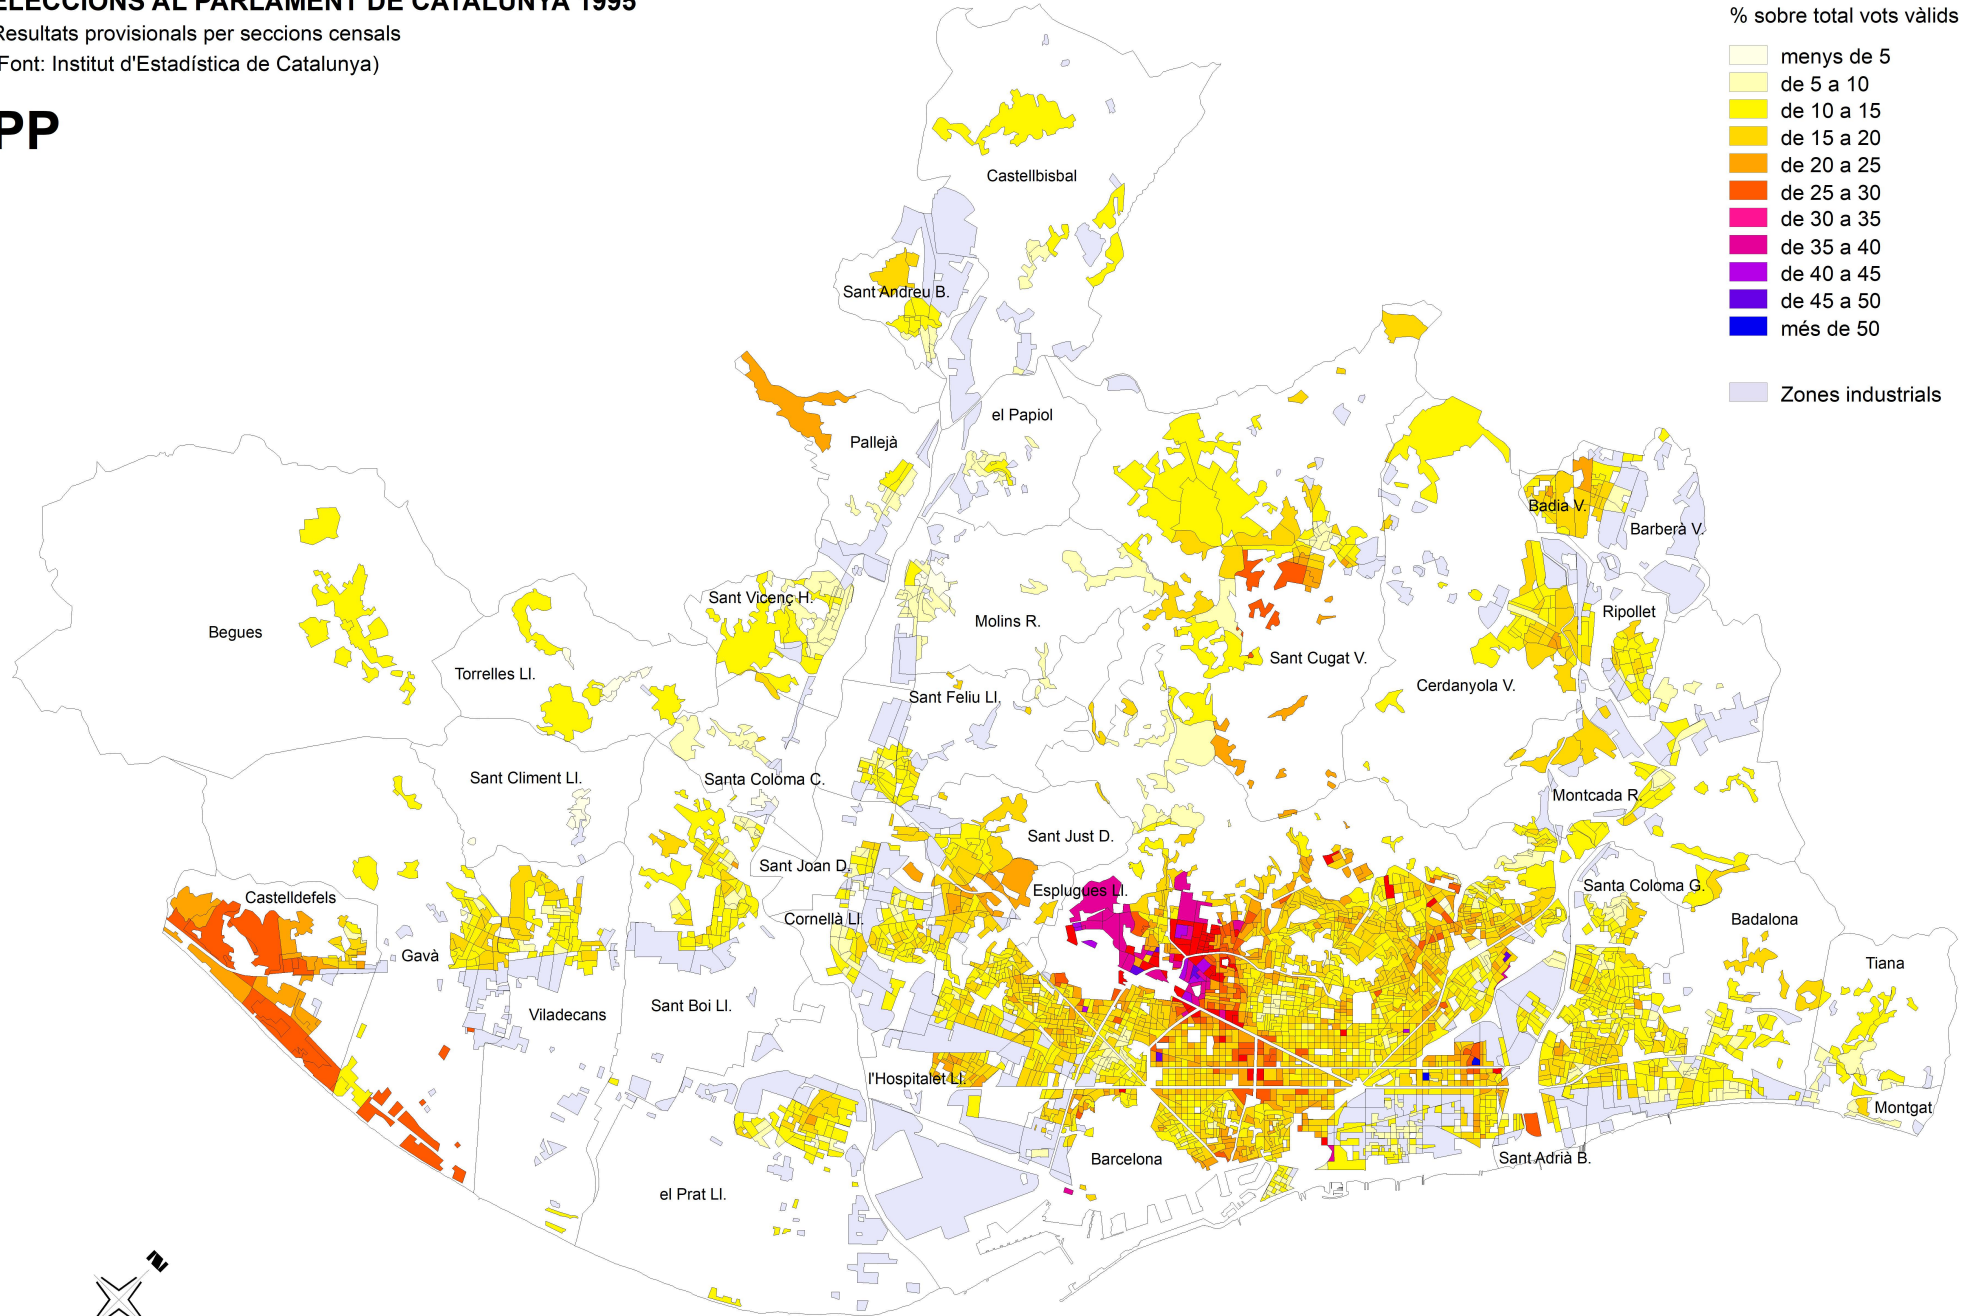 ELECCIONS AL PARLAMENT DE CATALUNYA 1995
Resultats provisionals per seccions censals
(Font: Institut d'Estadística de Catalunya)
PP
% sobre total vots vàlids
menys de 5
de 5 a 10
de 10 a 15
de 15 a 20
de 20 a 25
de 25 a 30
de 30 a 35
de 35 a 40
de 40 a 45
de 45 a 50
més de 50
Zones industrials
Castellbisbal
Sant Andreu B.
el Papiol
Pallejà
Badia V.
Barberà V.
Sant Vicenç H.
Ripollet
Molins R.
Begues
Sant Cugat V.
Torrelles Ll.
Cerdanyola V.
Sant Feliu Ll.
Sant Climent Ll.
Santa Coloma C.
Montcada R.
Sant Just D.
Sant Joan D.
Santa Coloma G.
Esplugues Ll.
Castelldefels
Cornellà Ll.
Badalona
Gavà
Tiana
Sant Boi Ll.
Viladecans
l'Hospitalet Ll.
Montgat
Barcelona
Sant Adrià B.
el Prat Ll.
N